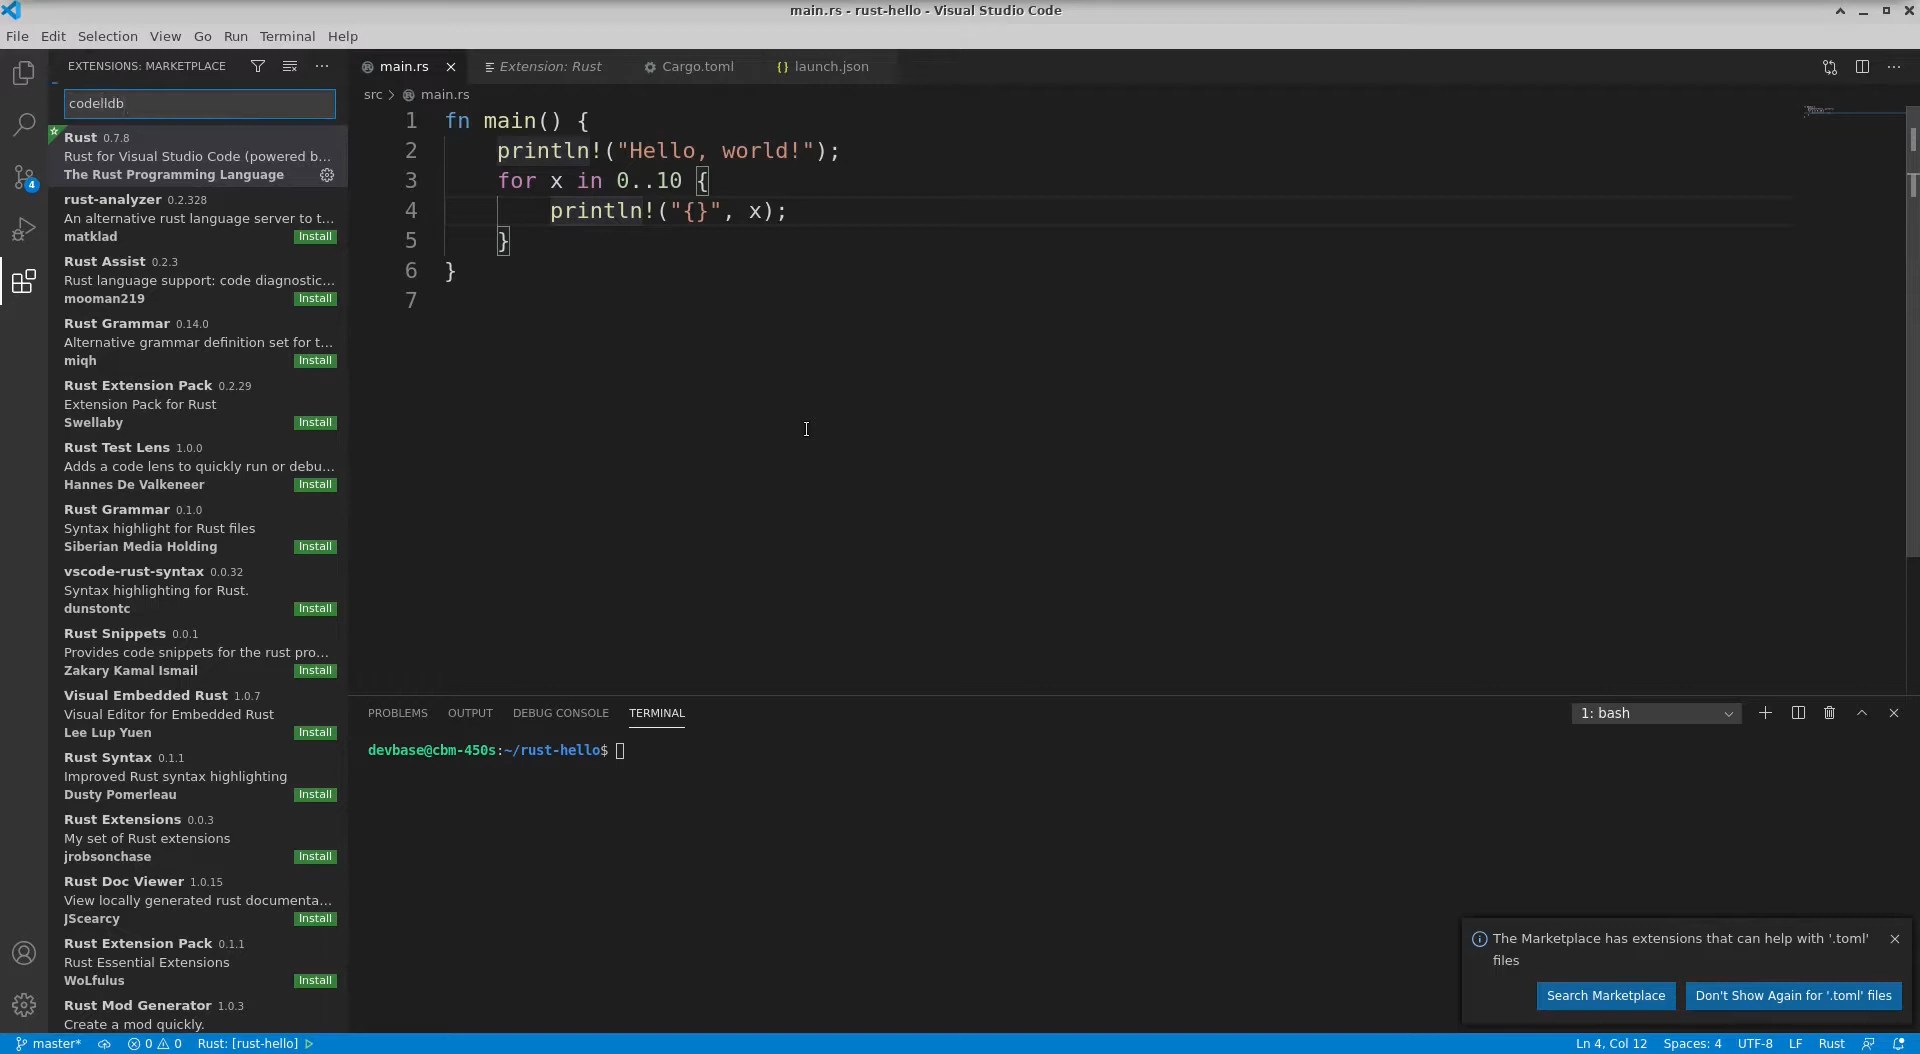 main.rs - rust-hello - Visual Studio Code
File Edit Selection View Go Run Terminal Help
EXTENSIONS: MARKETPLACE
main.rs
Extension: Rust
Cargo.toml
{} launch.json
codelldb
src > main.rs
Rust 0.7.8
Rust for Visual Studio Code (powered b...
The Rust Programming Language
rust-analyzer 0.2.328
An alternative rust language server to t...
matklad Install
Rust Assist 0.2.3
Rust language support: code diagnostic...
mooman219 Install
Rust Grammar 0.14.0
Alternative grammar definition set for t...
miqh Install
Rust Extension Pack 0.2.29
Extension Pack for Rust
Swellaby Install
Rust Test Lens 1.0.0
Adds a code lens to quickly run or debu...
Hannes De Valkeneer Install
Rust Grammar 0.1.0
Syntax highlight for Rust files
Siberian Media Holding Install
vscode-rust-syntax 0.0.32
Syntax highlighting for Rust.
dunstontc Install
Rust Snippets 0.0.1
Provides code snippets for the rust pro...
Zakary Kamal Ismail Install
Visual Embedded Rust 1.0.7
Visual Editor for Embedded Rust
Lee Lup Yuen Install
Rust Syntax 0.1.1
Improved Rust syntax highlighting
Dusty Pomerleau Install
Rust Extensions 0.0.3
My set of Rust extensions
jrobsonchase Install
Rust Doc Viewer 1.0.15
View locally generated rust documenta...
JScearcy Install
Rust Extension Pack 0.1.1
Rust Essential Extensions
WoLfulus Install
Rust Mod Generator 1.0.3
Create a mod quickly.
4
1 fn main() {
2     println!("Hello, world!");
3     for x in 0..10 {
4         println!("{}", x);
5     }
6 }
7
PROBLEMS OUTPUT DEBUG CONSOLE TERMINAL
1: bash
devbase@cbm-450s:~/rust-hello$
The Marketplace has extensions that can help with '.toml'
files
Search Marketplace
Don't Show Again for '.toml' files
master* 0 0 Rust: [rust-hello]
Ln 4, Col 12 Spaces: 4 UTF-8 LF Rust